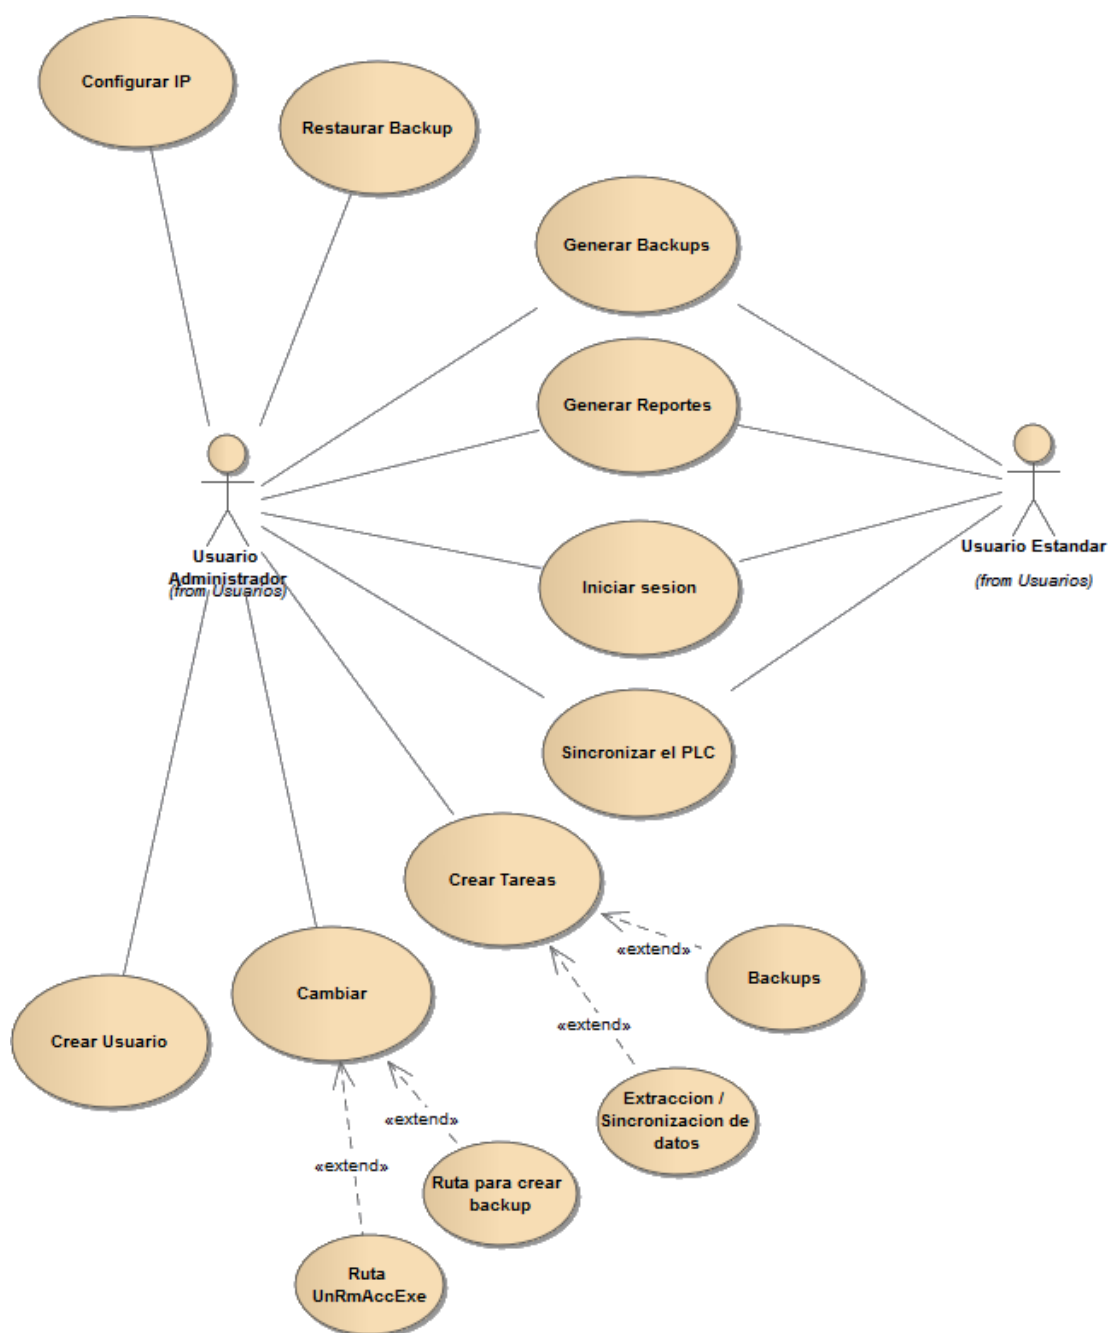 Configurar IP
Restaurar Backup
Generar Backups
Generar Reportes
Usuario
Administrador
(from Usuarios)
Usuario Estandar
(from Usuarios)
Iniciar sesion
Sincronizar el PLC
Crear Tareas
«extend»
Backups
Cambiar
«extend»
Crear Usuario
Extraccion /
Sincronizacion de
datos
«extend»
«extend»
Ruta para crear
backup
Ruta
UnRmAccExe